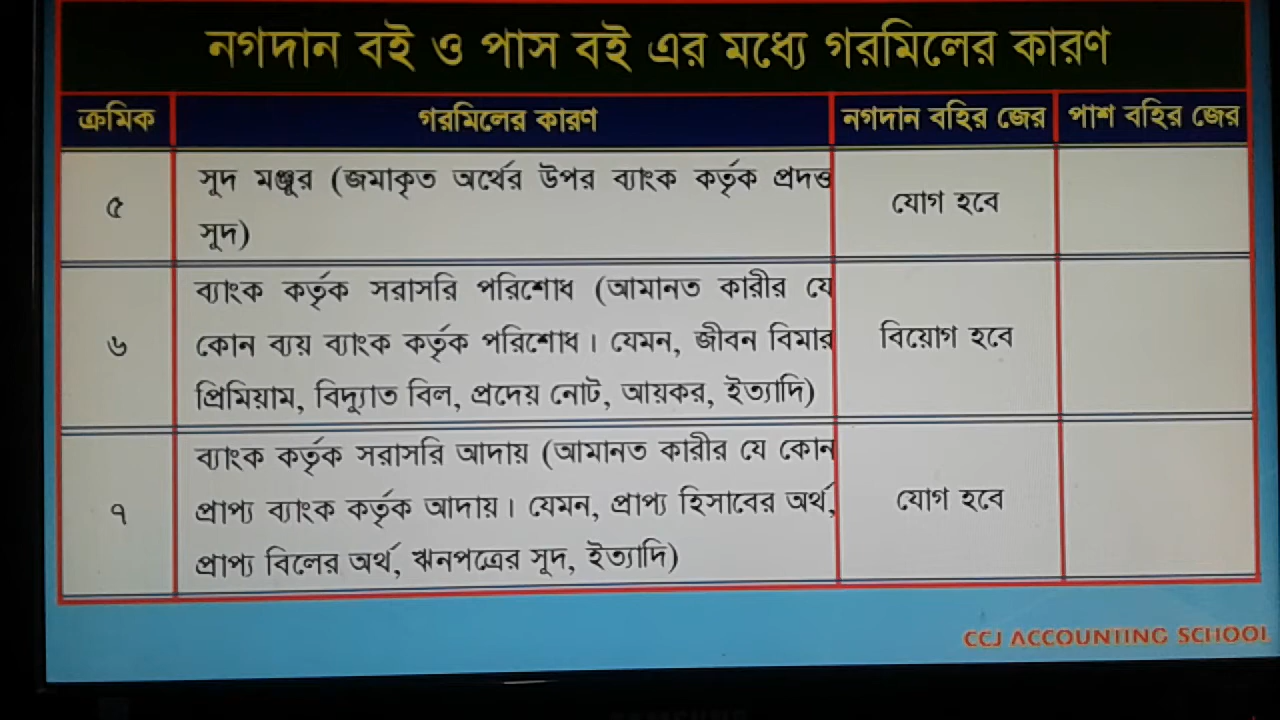 নগদান বই ও পাস বই এর মধ্যে গরমিলের কারণ
ক্রমিক গরমিলের কারণ নগদান বহির জের পাশ বহির জের
৫ সূদ মঞ্জুর (জমাকৃত অর্থের উপর ব্যাংক কর্তৃক প্রদত্ত যোগ হবে
সূদ)
ব্যাংক কর্তৃক সরাসরি পরিশোধ (আমানত কারীর যে
৬ কোন ব্যয় ব্যাংক কর্তৃক পরিশোধ। যেমন, জীবন বিমার বিয়োগ হবে
প্রিমিয়াম, বিদ্যুাত বিল, প্রদেয় নোট, আয়কর, ইত্যাদি)
ব্যাংক কর্তৃক সরাসরি আদায় (আমানত কারীর যে কোন
৭ প্রাপ্য ব্যাংক কর্তৃক আদায়। যেমন, প্রাপ্য হিসাবের অর্থ, যোগ হবে
প্রাপ্য বিলের অর্থ, ঋনপত্রের সূদ, ইত্যাদি)
CCJ ACCOUNTING SCHOOL